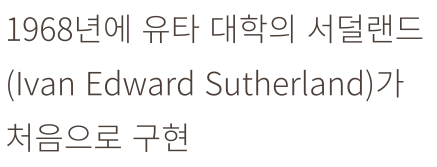 1968년에 유타 대학의 서덜랜드
(Ivan Edward Sutherland)가
처음으로 구현